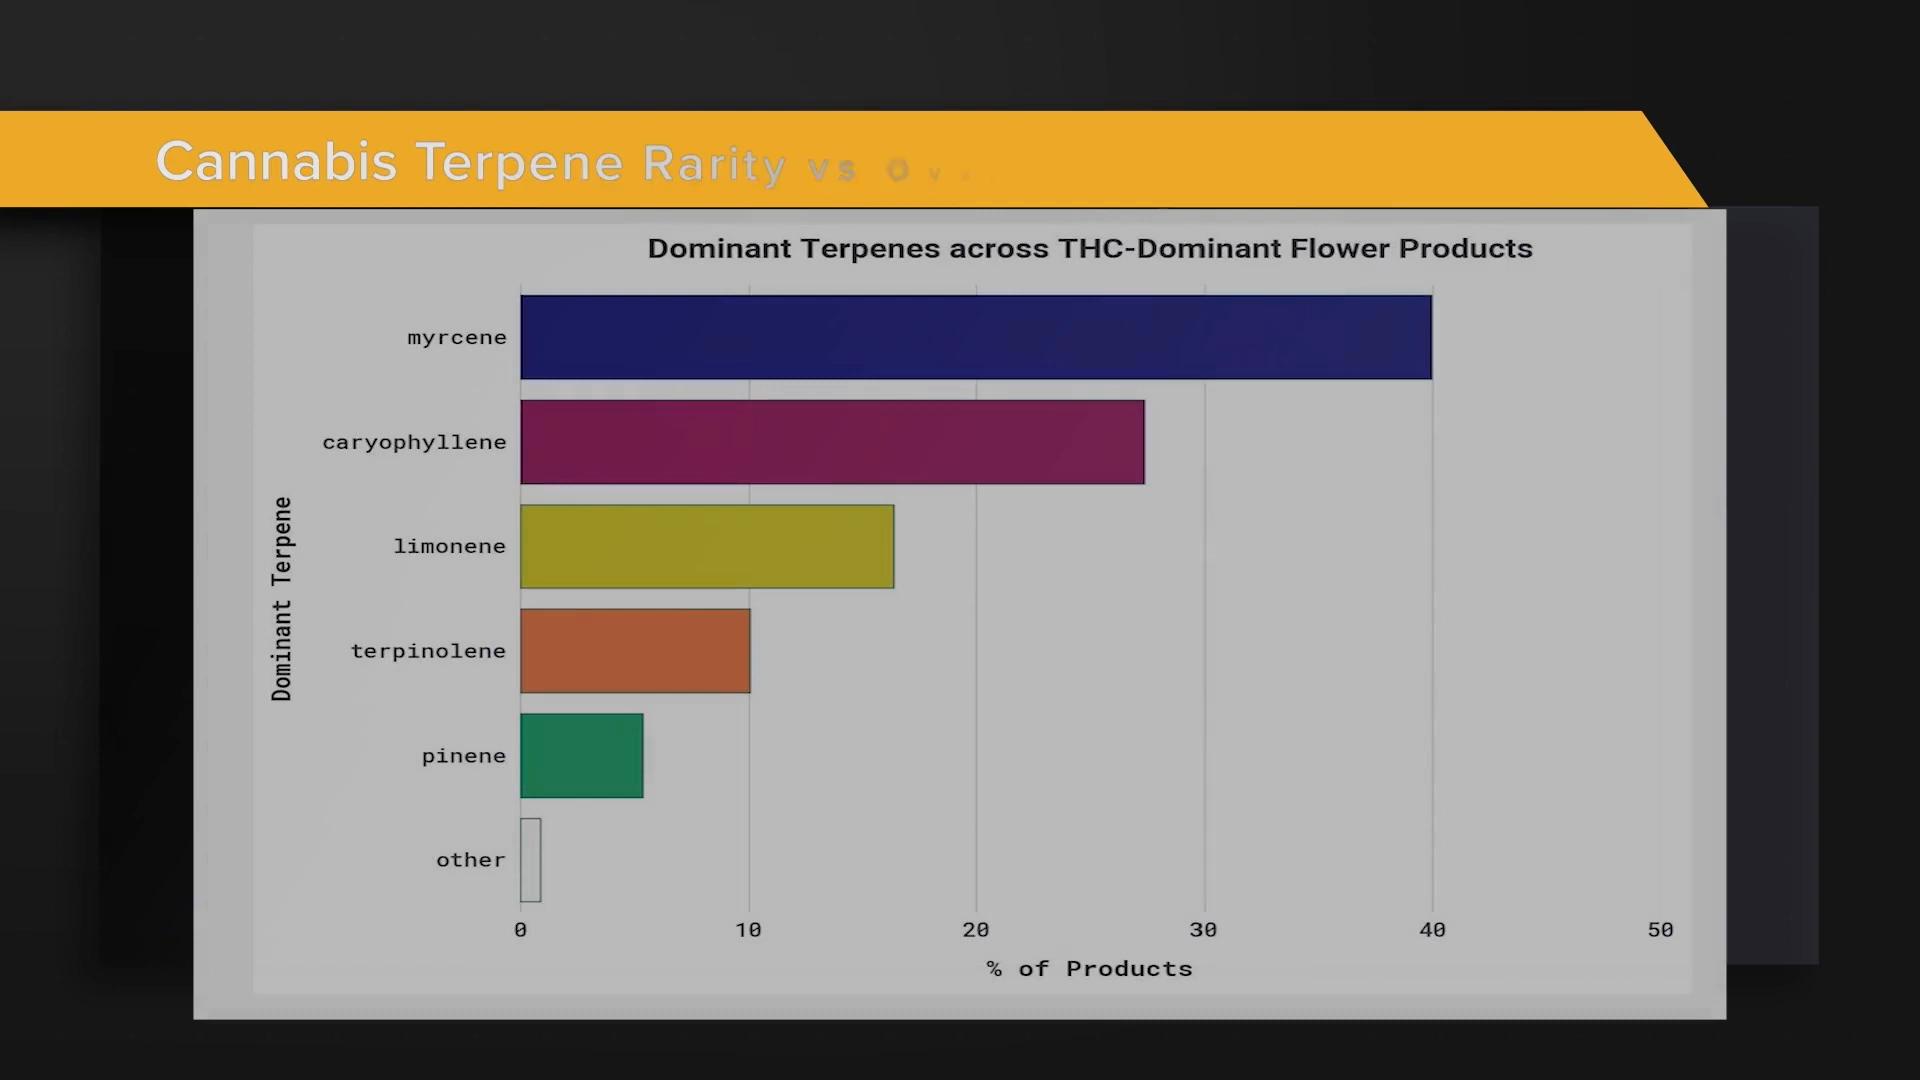 Cannabis Terpene Rarity vs
Dominant Terpenes across THC-Dominant Flower Products
Dominant Terpene
myrcene
caryophyllene
limonene
terpinolene
pinene
other
0 10 20 30 40 50
% of Products